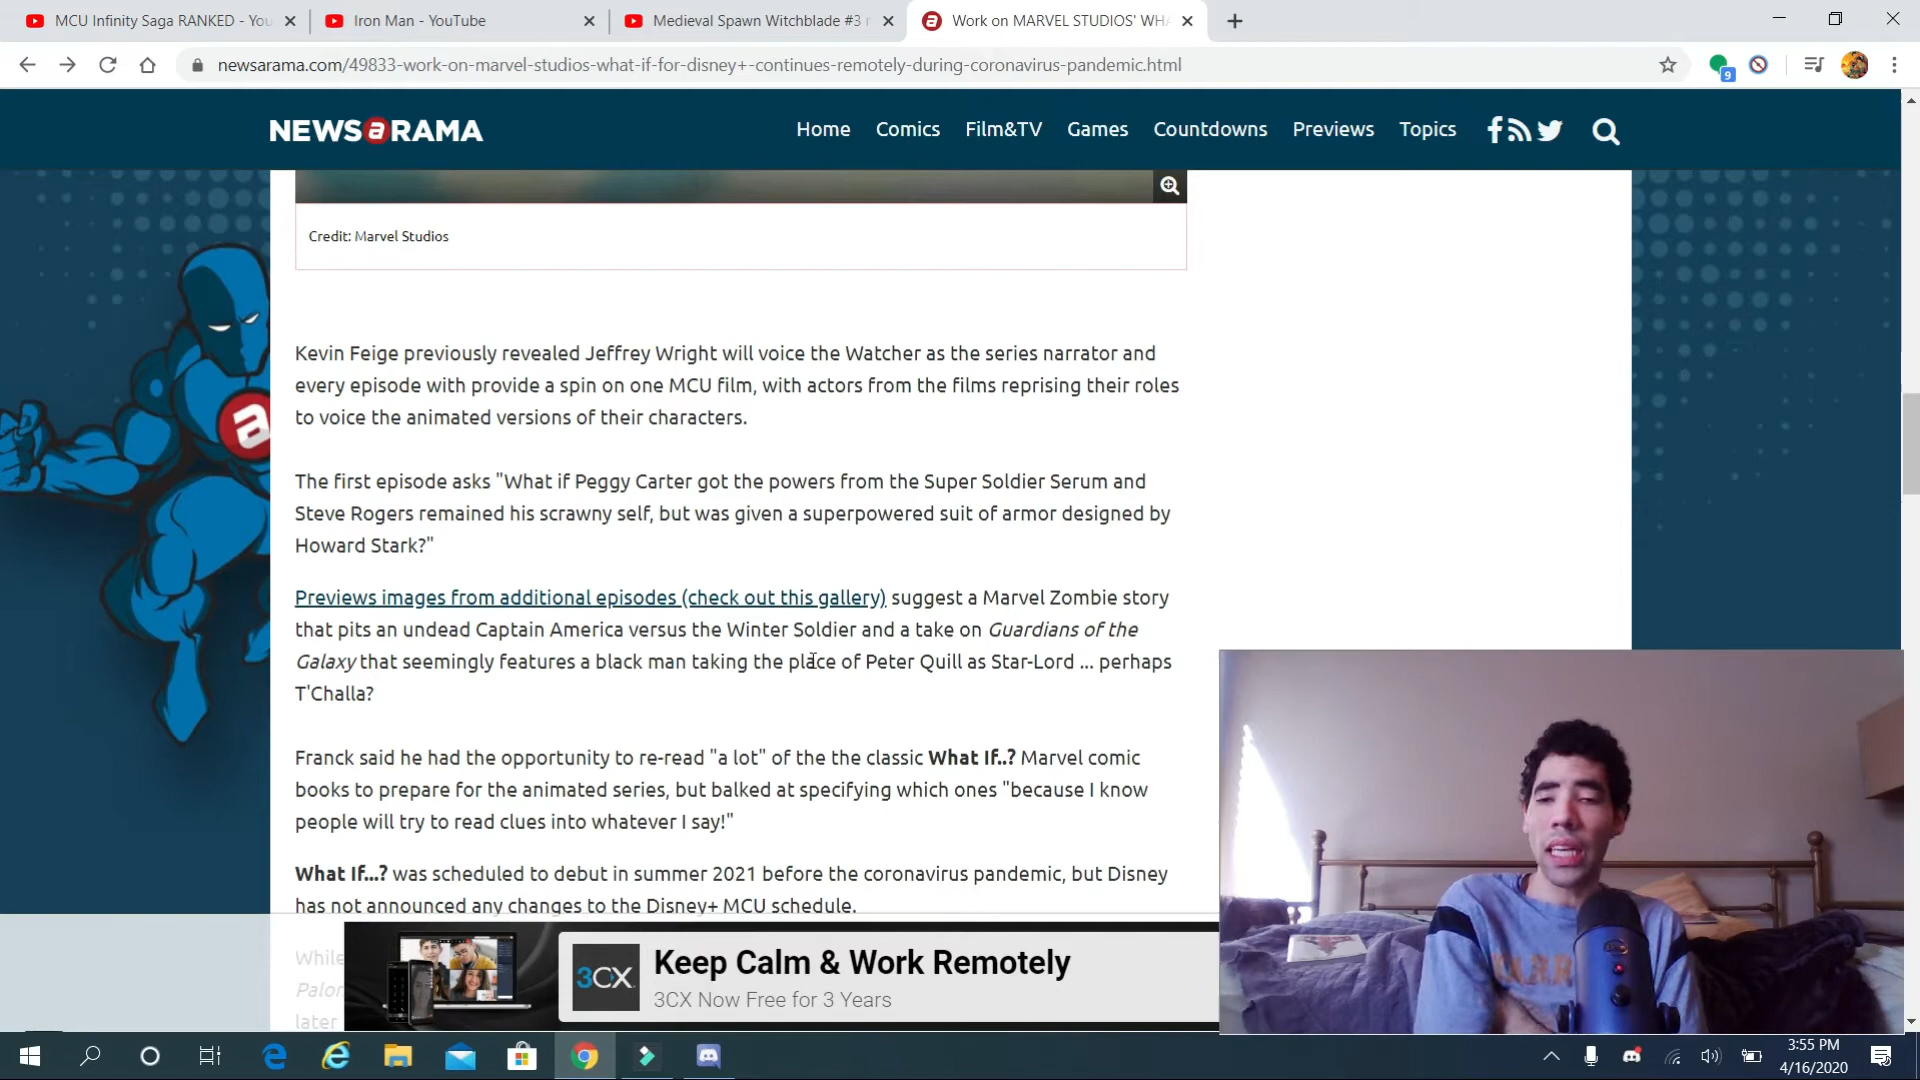 MCU Infinity Saga RANKED - You
Iron Man - YouTube
Medieval Spawn Witchblade #3 r
Work on MARVEL STUDIOS' WHA
newsarama.com/49833-work-on-marvel-studios-what-if-for-disney+-continues-remotely-during-coronavirus-pandemic.html
9
NEWSaRAMA
Home Comics Film&TV Games Countdowns Previews Topics
Credit: Marvel Studios
Kevin Feige previously revealed Jeffrey Wright will voice the Watcher as the series narrator and
every episode with provide a spin on one MCU film, with actors from the films reprising their roles
to voice the animated versions of their characters.
The first episode asks "What if Peggy Carter got the powers from the Super Soldier Serum and
Steve Rogers remained his scrawny self, but was given a superpowered suit of armor designed by
Howard Stark?"
Previews images from additional episodes (check out this gallery) suggest a Marvel Zombie story
that pits an undead Captain America versus the Winter Soldier and a take on Guardians of the
Galaxy that seemingly features a black man taking the place of Peter Quill as Star-Lord ... perhaps
T'Challa?
Franck said he had the opportunity to re-read "a lot" of the the classic What If..? Marvel comic
books to prepare for the animated series, but balked at specifying which ones "because I know
people will try to read clues into whatever I say!"
What If...? was scheduled to debut in summer 2021 before the coronavirus pandemic, but Disney
has not announced any changes to the Disney+ MCU schedule.
While
Palor
later
3CX
Keep Calm & Work Remotely
3CX Now Free for 3 Years
3:55 PM
4/16/2020